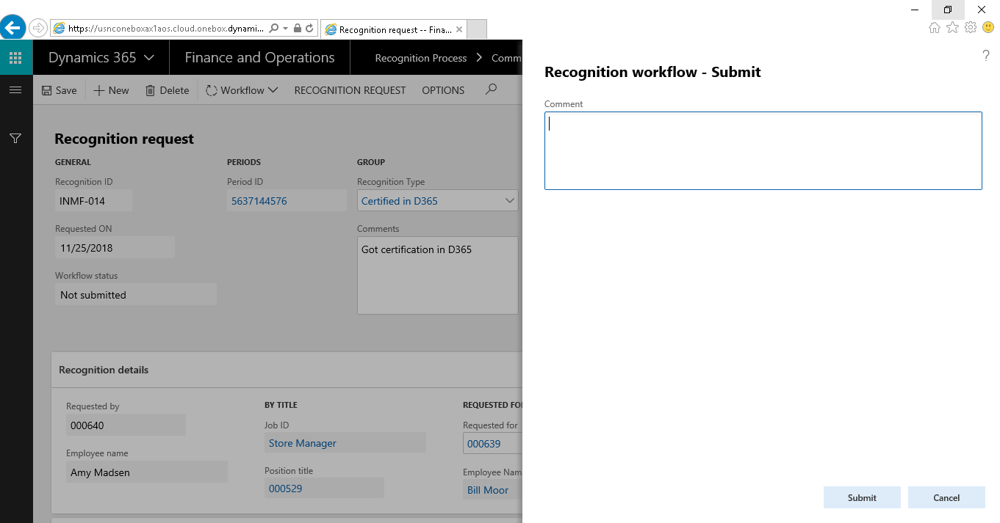 https://usnconeboxax1aos.cloud.onebox.dynami...
Recognition request -- Fina...
Dynamics 365
Finance and Operations
Recognition Process
Comm
?
Save
New
Delete
Workflow
RECOGNITION REQUEST
OPTIONS
Recognition request
GENERAL
Recognition ID
INMF-014
Requested ON
11/25/2018
Workflow status
Not submitted
PERIODS
Period ID
5637144576
GROUP
Recognition Type
Certified in D365
Comments
Got certification in D365
Recognition details
Requested by
000640
Employee name
Amy Madsen
BY TITLE
Job ID
Store Manager
Position title
000529
REQUESTED FO
Requested for
000639
Employee Nam
Bill Moor
Recognition workflow - Submit
Comment
Submit
Cancel